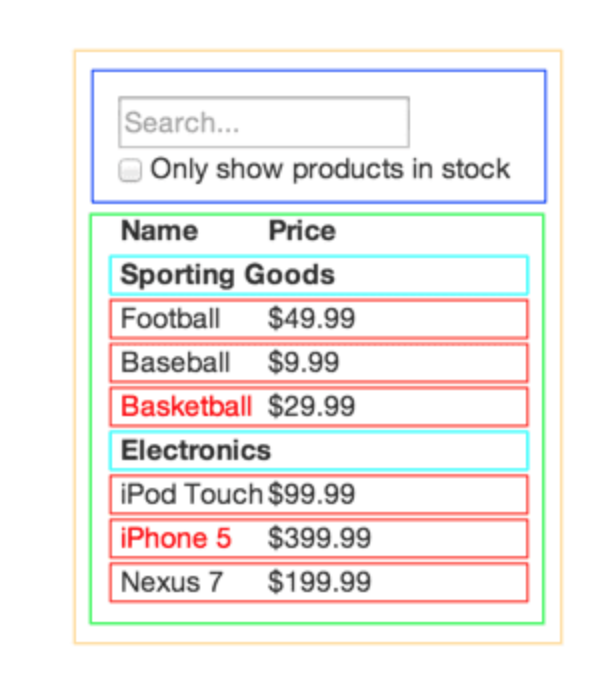 Search...
Only show products in stock
Name Price
Sporting Goods
Football $49.99
Baseball $9.99
Basketball $29.99
Electronics
iPod Touch $99.99
iPhone 5 $399.99
Nexus 7 $199.99